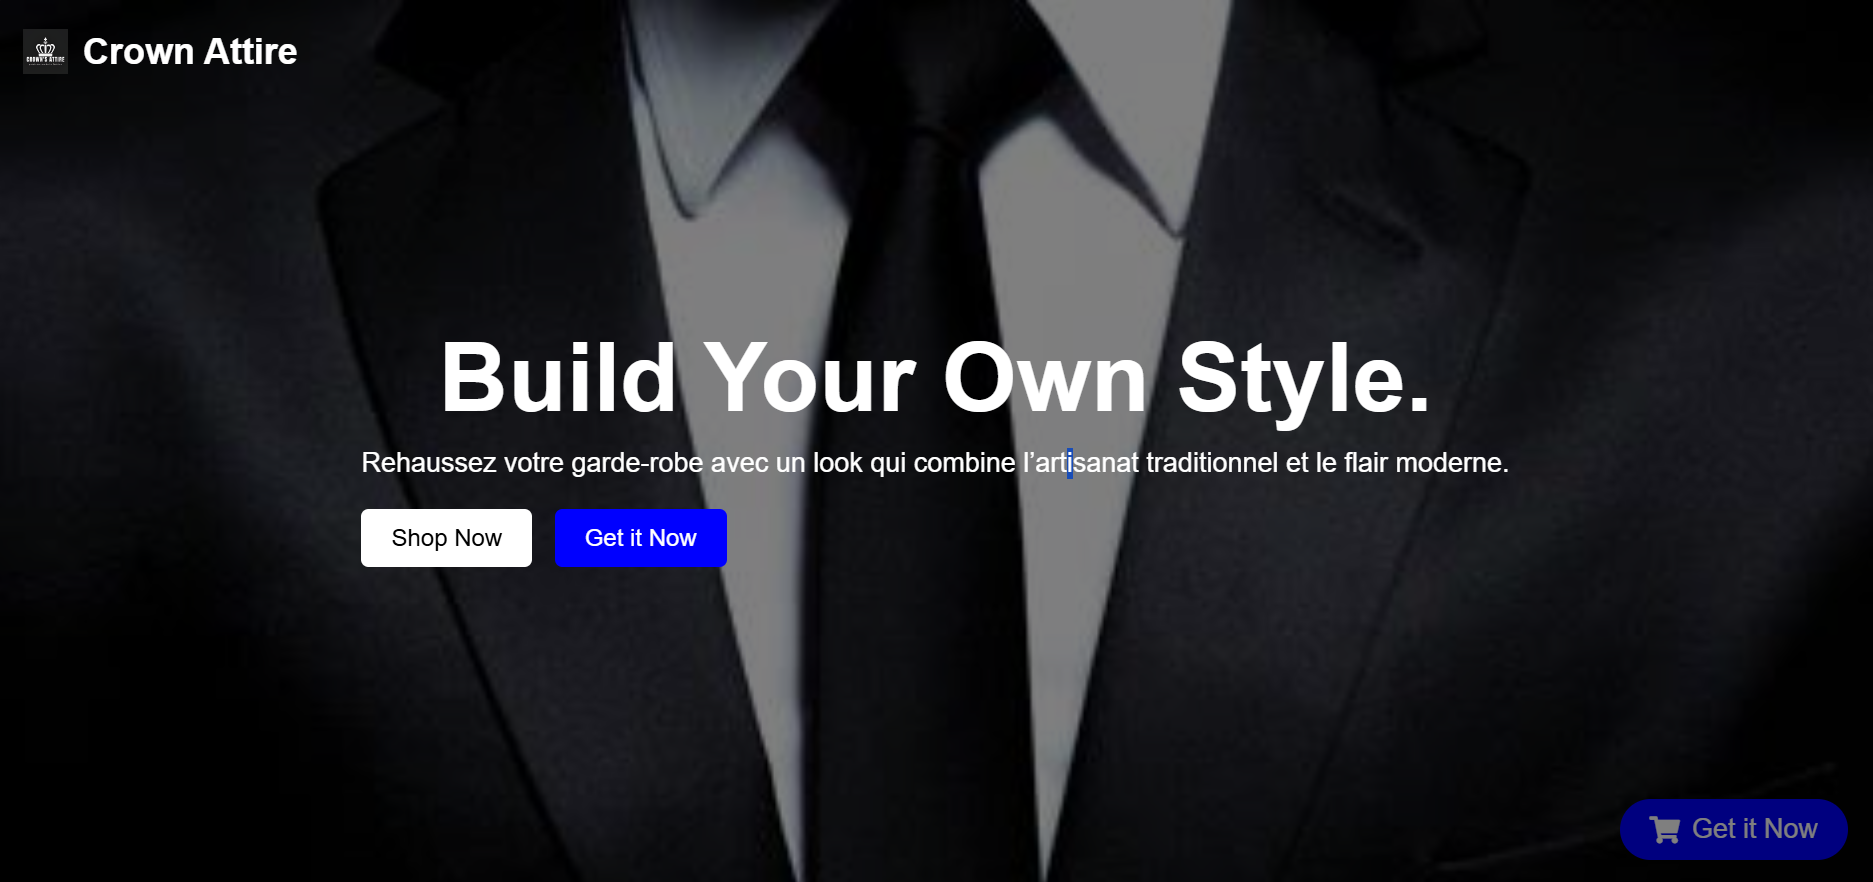 CROWN'S ATTIRE
Crown Attire
Build Your Own Style.
Rehaussez votre garde-robe avec un look qui combine l’artisanat traditionnel et le flair moderne.
Shop Now
Get it Now
Get it Now